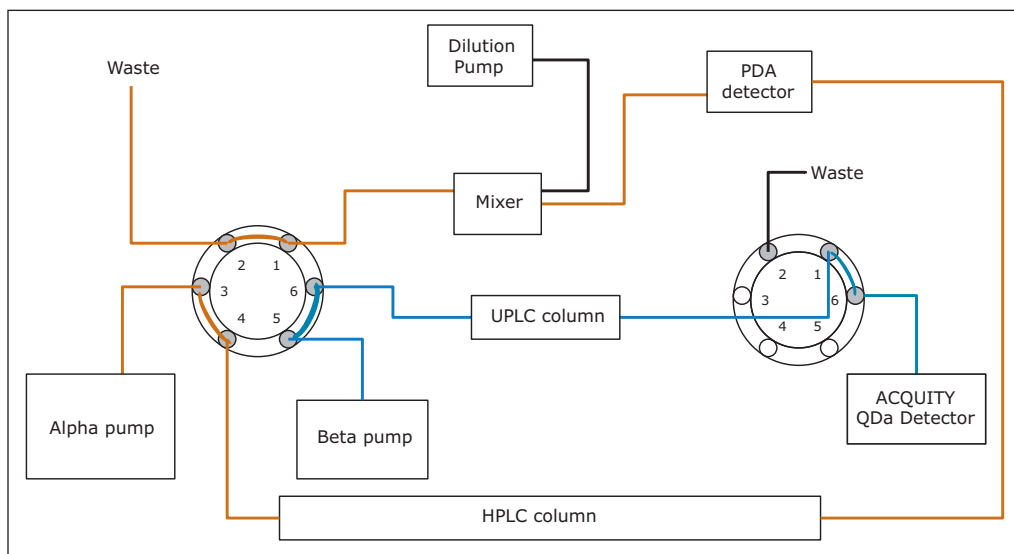 Dilution
Pump
PDA
detector
Waste
Waste
Mixer
2 1
3 6
4 5
2 1
3 6
4 5
UPLC column
Alpha pump
Beta pump
ACQUITY
QDa Detector
HPLC column